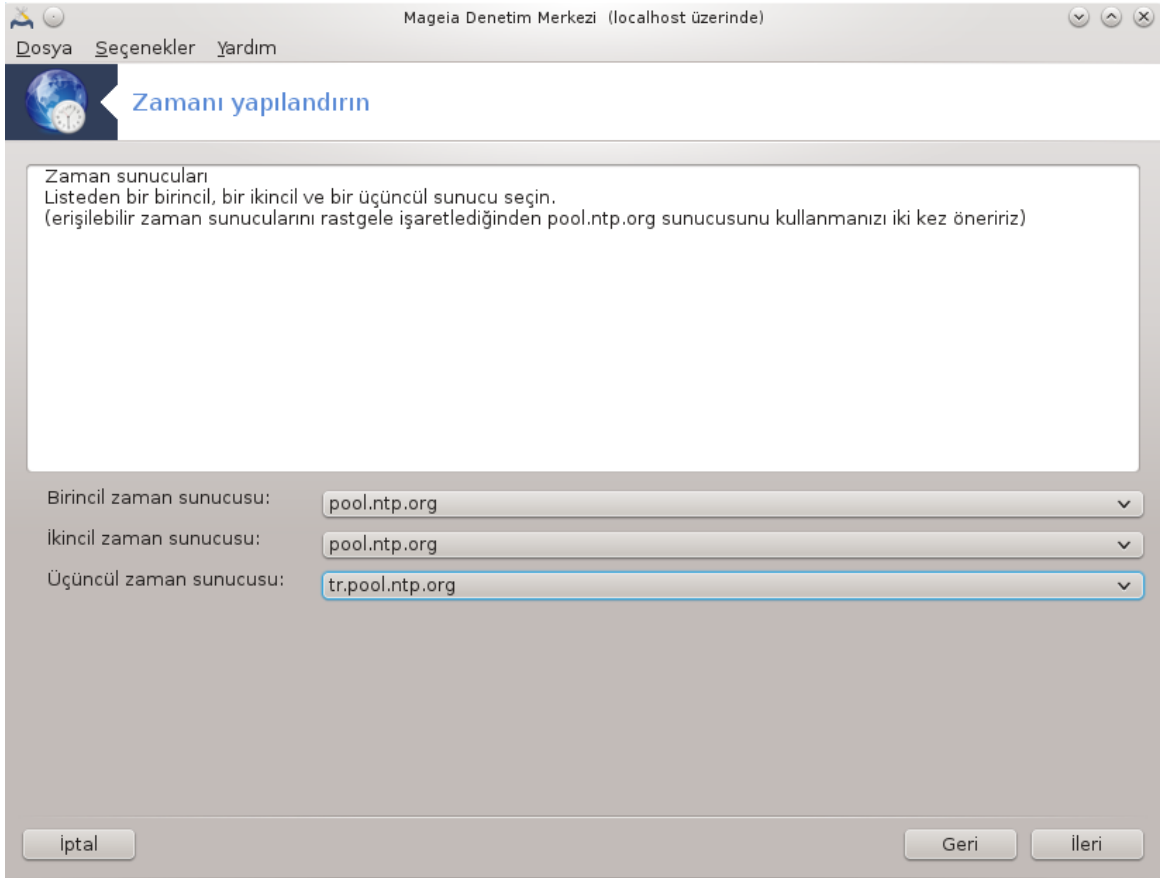 Mageia Denetim Merkezi (localhost üzerinde)
Dosya Seçenekler Yardım
Zamanı yapılandırın
Zaman sunucuları
Listeden bir birincil, bir ikincil ve bir üçüncül sunucu seçin.
(erişilebilir zaman sunucularını rastgele işaretlediğinden pool.ntp.org sunucusunu kullanmanızı iki kez öneririz)
Birincil zaman sunucusu: pool.ntp.org
İkincil zaman sunucusu: pool.ntp.org
Üçüncül zaman sunucusu: tr.pool.ntp.org
İptal Geri İleri